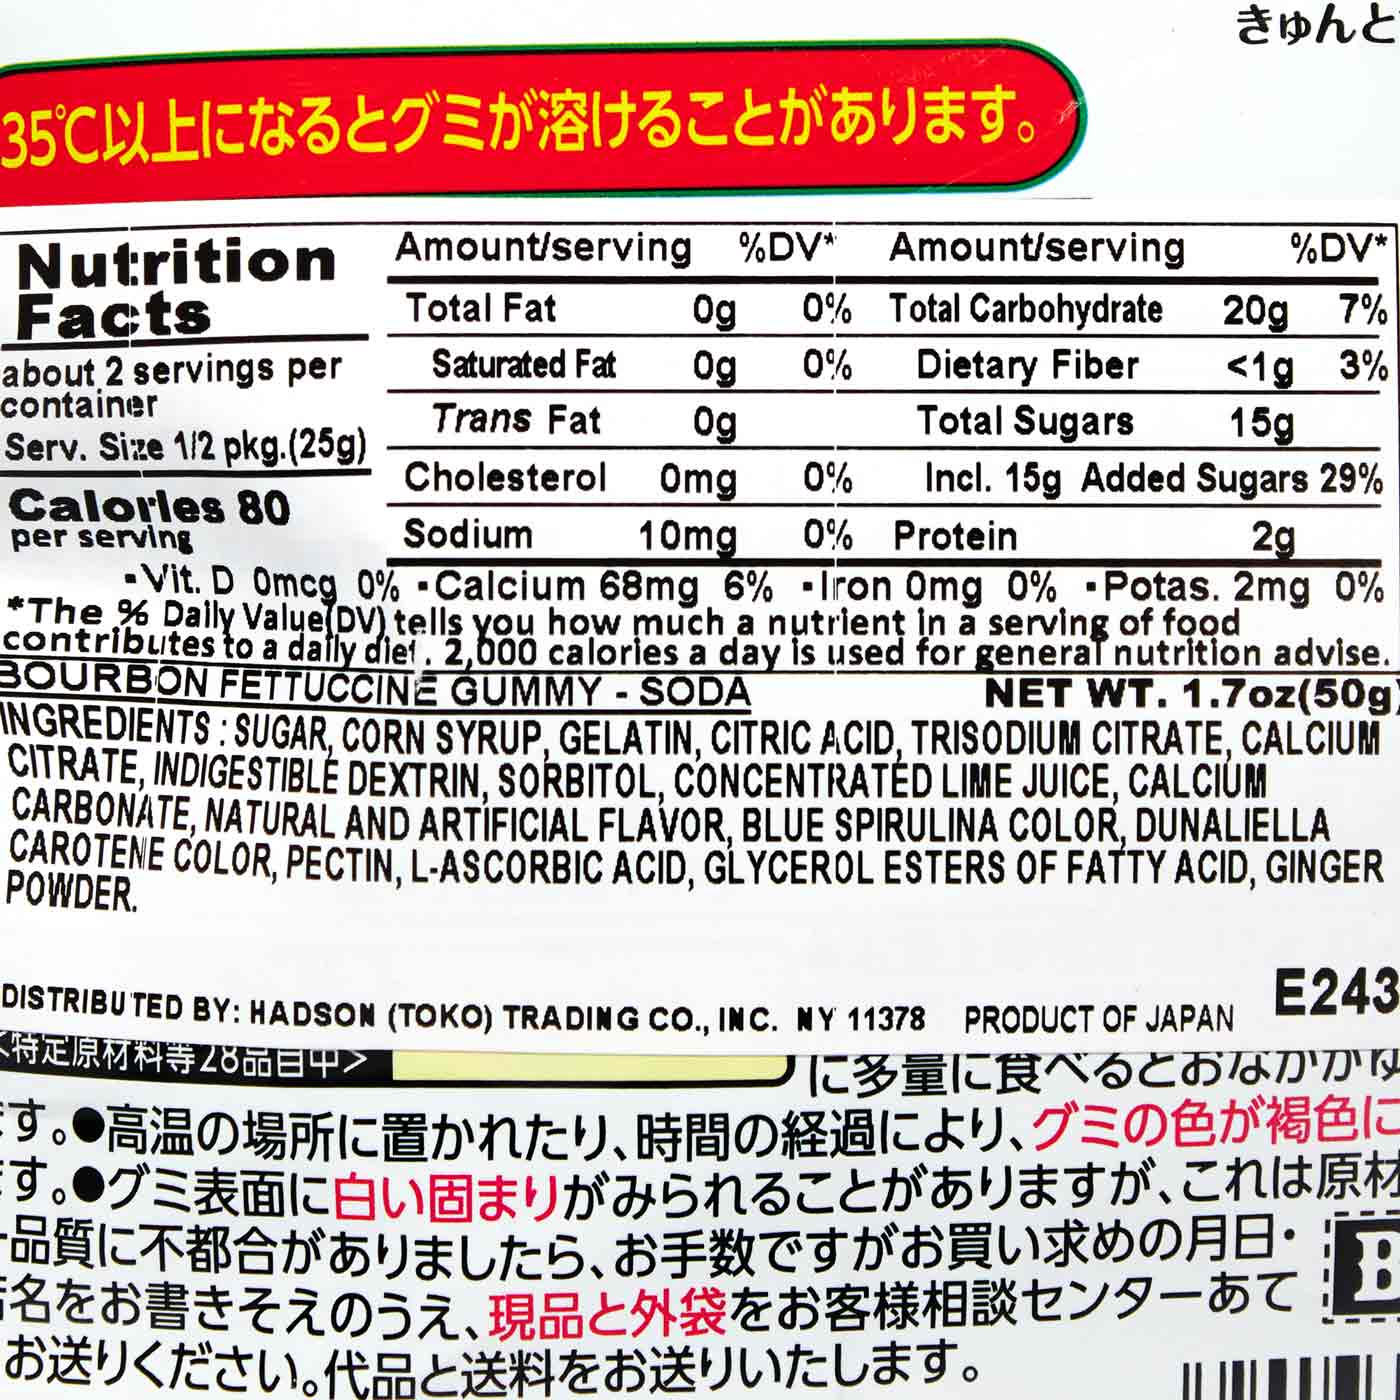 きゅんと
35℃以上になるとグミが溶けることがあります。
Nutrition
Facts
about 2 servings per
container
Serv. Size 1/2 pkg.(25g)
Calories 80
per serving
Amount/serving %DV*
Total Fat 0g 0%
Saturated Fat 0g 0%
Trans Fat 0g
Cholesterol 0mg 0%
Sodium 10mg 0%
Amount/serving %DV*
Total Carbohydrate 20g 7%
Dietary Fiber <1g 3%
Total Sugars 15g
Incl. 15g Added Sugars 29%
Protein 2g
▪Vit. D 0mcg 0% ▪Calcium 68mg 6% ▪Iron 0mg 0% ▪Potas. 2mg 0%
*The % Daily Value(DV) tells you how much a nutrient in a serving of food
contributes to a daily diet. 2,000 calories a day is used for general nutrition advise.
BOURBON FETTUCCINE GUMMY - SODA NET WT. 1.7oz(50g)
INGREDIENTS : SUGAR, CORN SYRUP, GELATIN, CITRIC ACID, TRISODIUM CITRATE, CALCIUM
CITRATE, INDIGESTIBLE DEXTRIN, SORBITOL, CONCENTRATED LIME JUICE, CALCIUM
CARBONATE, NATURAL AND ARTIFICIAL FLAVOR, BLUE SPIRULINA COLOR, DUNALIELLA
CAROTENE COLOR, PECTIN, L-ASCORBIC ACID, GLYCEROL ESTERS OF FATTY ACID, GINGER
POWDER.
E243
DISTRIBUTED BY: HADSON (TOKO) TRADING CO., INC. NY 11378 PRODUCT OF JAPAN
<特定原材料等28品目中>
に多量に食べるとおなかがゆ
す。●高温の場所に置かれたり、時間の経過により、グミの色が褐色に
す。●グミ表面に白い固まりがみられることがありますが、これは原材
品質に不都合がありましたら、お手数ですがお買い求めの月日・
名をお書きそえのうえ、現品と外袋をお客様相談センターあて
お送りください。代品と送料をお送りいたします。
B